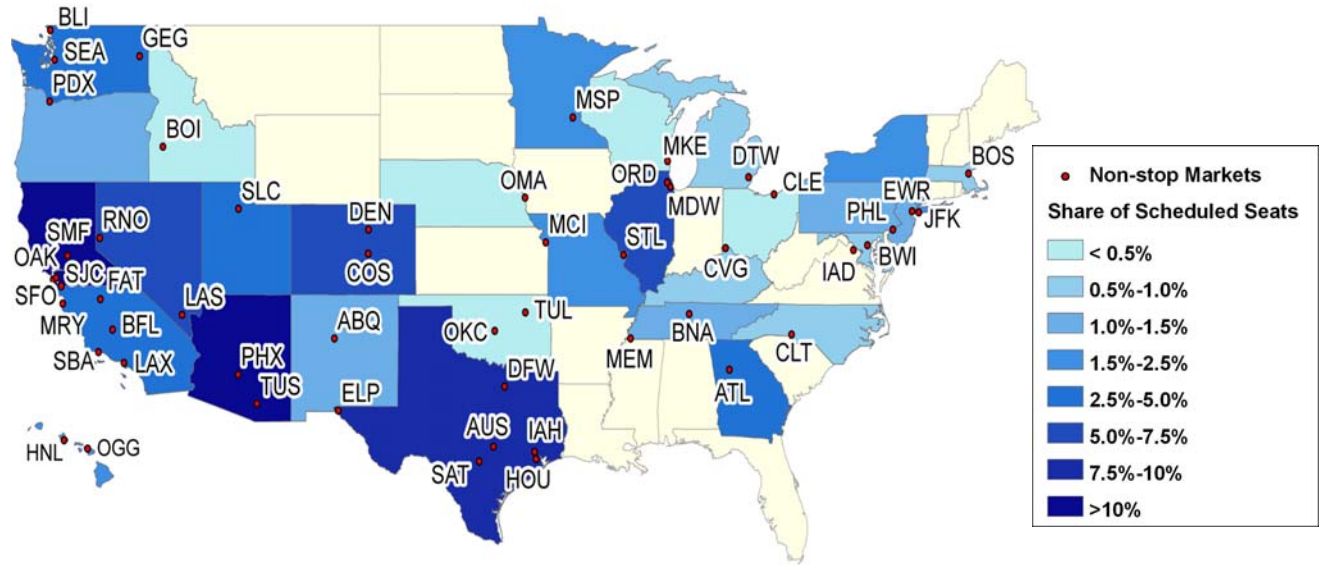 BLI
SEA
GEG
PDX
BOI
MSP
MKE
DTW
BOS
ORD
CLE
OMA
SLC
EWR
MDW
PHL
JFK
RNO
DEN
SMF
MCI
STL
OAK
COS
CVG
IAD
BWI
SJC
FAT
SFO
LAS
TUL
MRY
BFL
ABQ
OKC
BNA
SBA
LAX
PHX
MEM
CLT
TUS
DFW
ATL
ELP
AUS
IAH
HNL
OGG
SAT
HOU
Non-stop Markets
Share of Scheduled Seats
< 0.5%
0.5%-1.0%
1.0%-1.5%
1.5%-2.5%
2.5%-5.0%
5.0%-7.5%
7.5%-10%
>10%